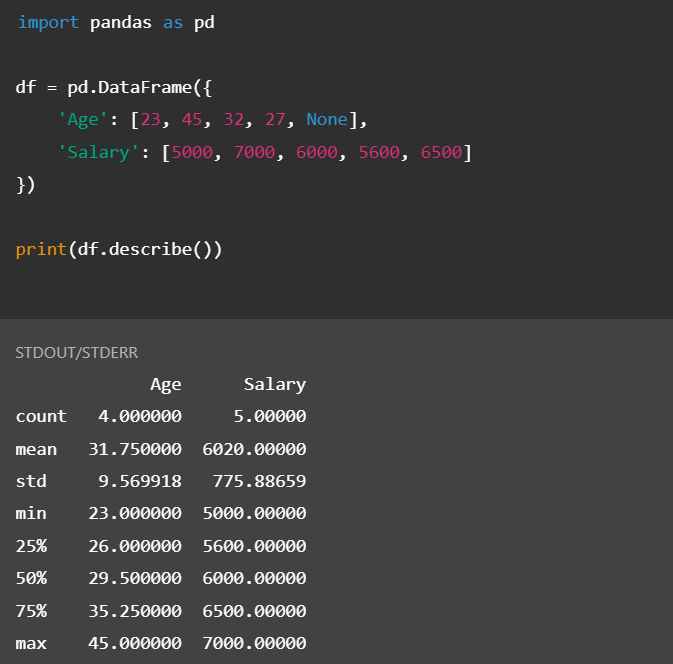 import pandas as pd
df = pd.DataFrame({
    'Age': [23, 45, 32, 27, None],
    'Salary': [5000, 7000, 6000, 5600, 6500]
})
print(df.describe())
STDOUT/STDERR
             Age      Salary
count   4.000000     5.00000
mean   31.750000  6020.00000
std     9.569918   775.88659
min    23.000000  5000.00000
25%    26.000000  5600.00000
50%    29.500000  6000.00000
75%    35.250000  6500.00000
max    45.000000  7000.00000